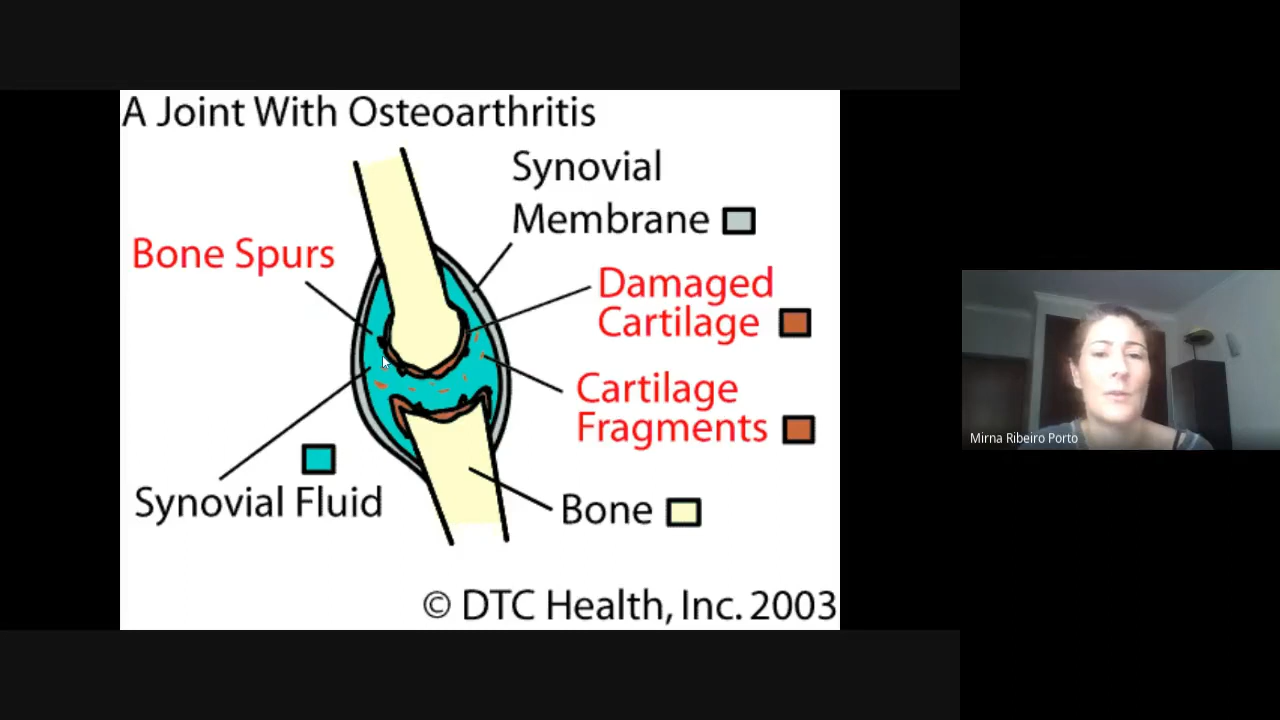 A Joint With Osteoarthritis
Synovial
Membrane
Bone Spurs
Damaged
Cartilage
Cartilage
Fragments
Synovial Fluid
Bone
© DTC Health, Inc. 2003
Mirna Ribeiro Porto